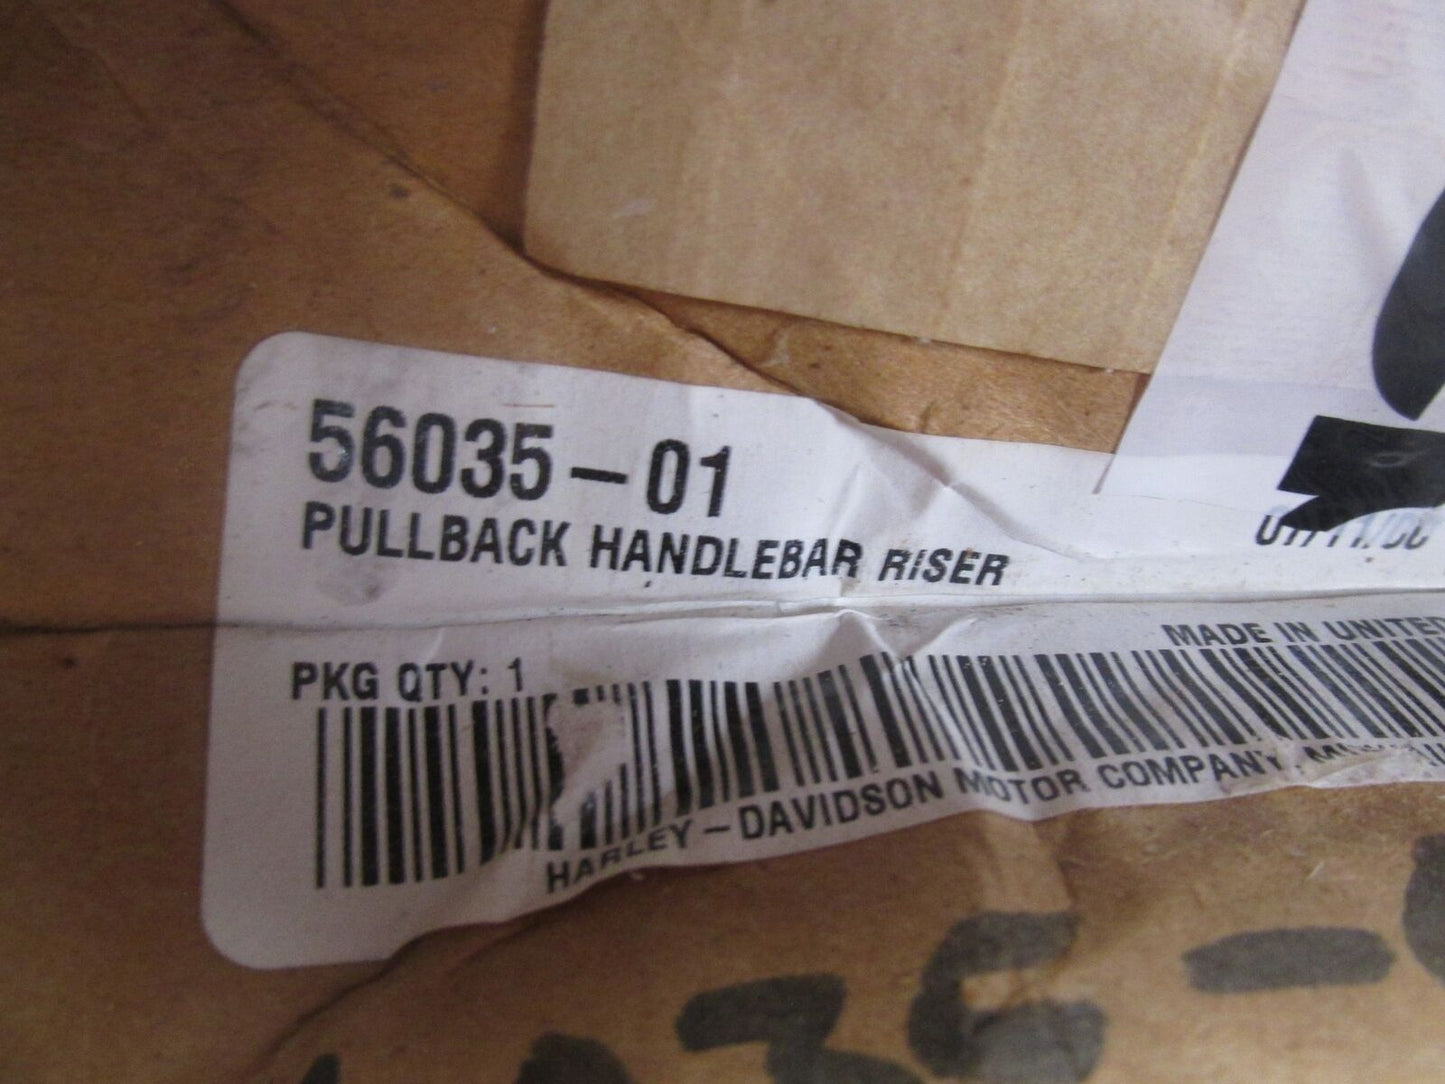 56035-01
PULLBACK HANDLEBAR RISER
PKG QTY: 1
MADE IN UNITED
HARLEY-DAVIDSON MOTOR COMPANY,